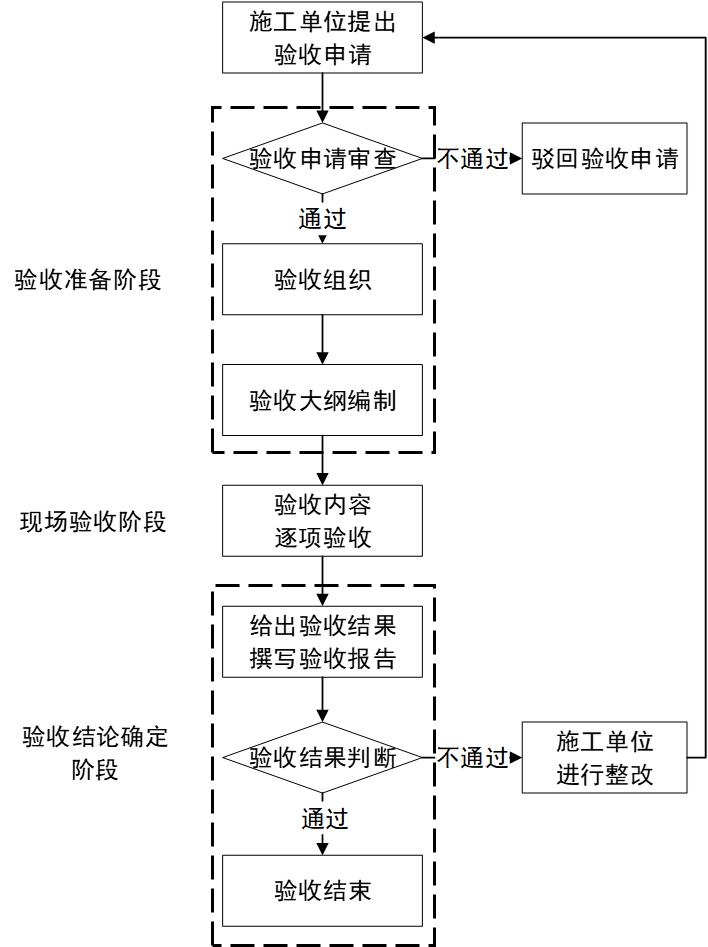 施工单位提出
验收申请
验收申请审查
不通过
驳回验收申请
通过
验收准备阶段
验收组织
验收大纲编制
现场验收阶段
验收内容
逐项验收
给出验收结果
撰写验收报告
验收结论确定
阶段
验收结果判断
不通过
施工单位
进行整改
通过
验收结束